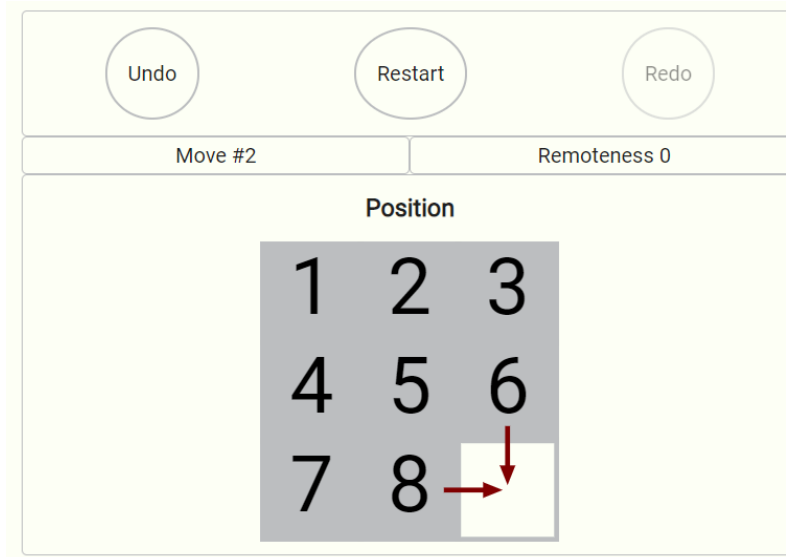 Undo Restart Redo
Move #2 Remoteness 0
Position
1 2 3
4 5 6
7 8